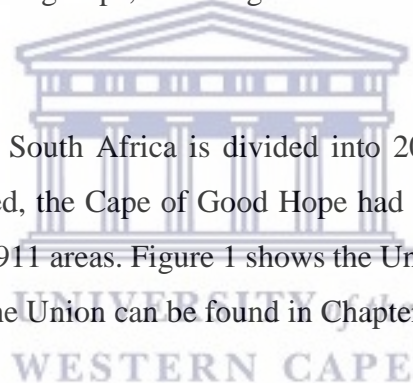 South Africa is divided into 20
ed, the Cape of Good Hope had
911 areas. Figure 1 shows the Un
UNIVERSITY of the
he Union can be found in Chapter
WESTERN CAPE